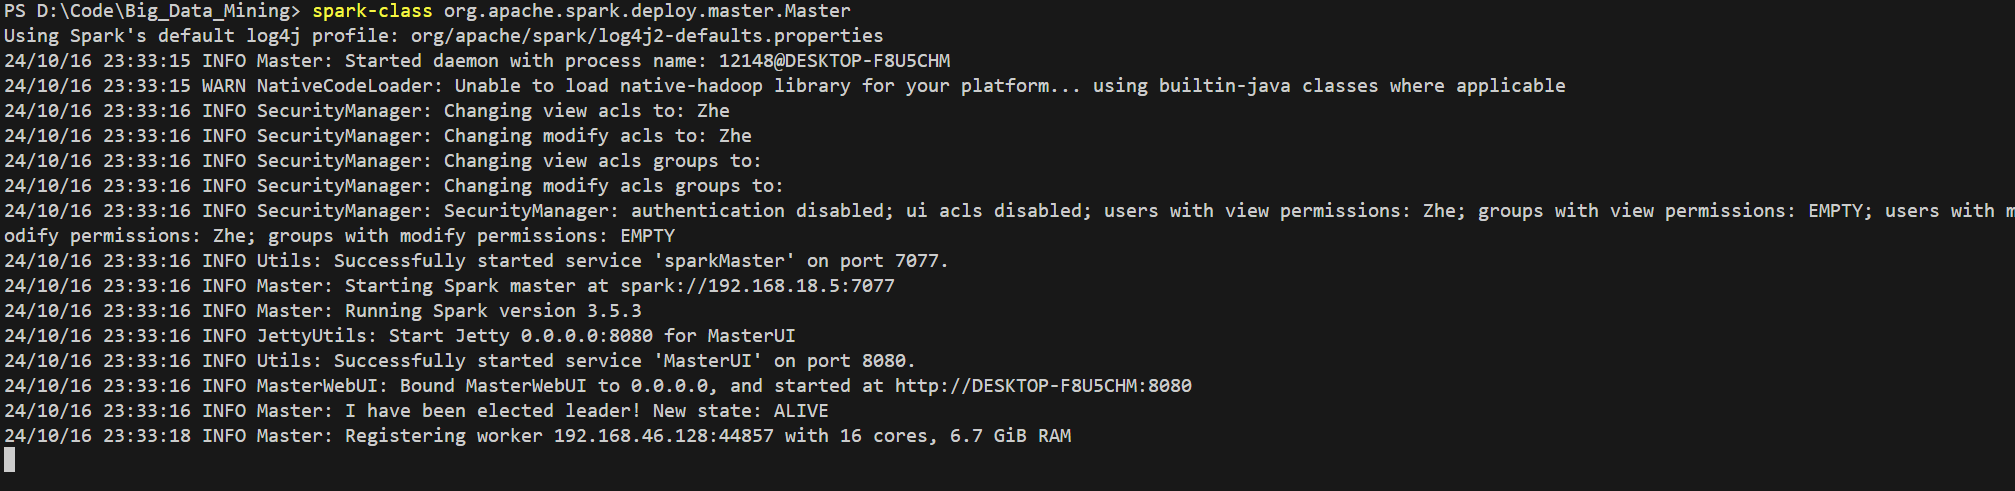 PS D:\Code\Big_Data_Mining> spark-class org.apache.spark.deploy.master.Master
Using Spark's default log4j profile: org/apache/spark/log4j2-defaults.properties
24/10/16 23:33:15 INFO Master: Started daemon with process name: 12148@DESKTOP-F8U5CHM
24/10/16 23:33:15 WARN NativeCodeLoader: Unable to load native-hadoop library for your platform... using builtin-java classes where applicable
24/10/16 23:33:16 INFO SecurityManager: Changing view acls to: Zhe
24/10/16 23:33:16 INFO SecurityManager: Changing modify acls to: Zhe
24/10/16 23:33:16 INFO SecurityManager: Changing view acls groups to:
24/10/16 23:33:16 INFO SecurityManager: Changing modify acls groups to:
24/10/16 23:33:16 INFO SecurityManager: SecurityManager: authentication disabled; ui acls disabled; users with view permissions: Zhe; groups with view permissions: EMPTY; users with m
odify permissions: Zhe; groups with modify permissions: EMPTY
24/10/16 23:33:16 INFO Utils: Successfully started service 'sparkMaster' on port 7077.
24/10/16 23:33:16 INFO Master: Starting Spark master at spark://192.168.18.5:7077
24/10/16 23:33:16 INFO Master: Running Spark version 3.5.3
24/10/16 23:33:16 INFO JettyUtils: Start Jetty 0.0.0.0:8080 for MasterUI
24/10/16 23:33:16 INFO Utils: Successfully started service 'MasterUI' on port 8080.
24/10/16 23:33:16 INFO MasterWebUI: Bound MasterWebUI to 0.0.0.0, and started at http://DESKTOP-F8U5CHM:8080
24/10/16 23:33:16 INFO Master: I have been elected leader! New state: ALIVE
24/10/16 23:33:18 INFO Master: Registering worker 192.168.46.128:44857 with 16 cores, 6.7 GiB RAM